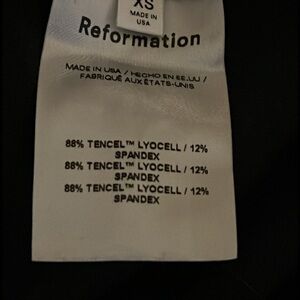 XS
MADE IN
USA
Reformation
MADE IN USA / HECHO EN EE.UU /
FABRIQUÉ AUX ÉTATS-UNIS
88% TENCEL™ LYOCELL / 12%
SPANDEX
88% TENCEL™ LYOCELL / 12%
SPANDEX
88% TENCEL™ LYOCELL / 12%
SPANDEX